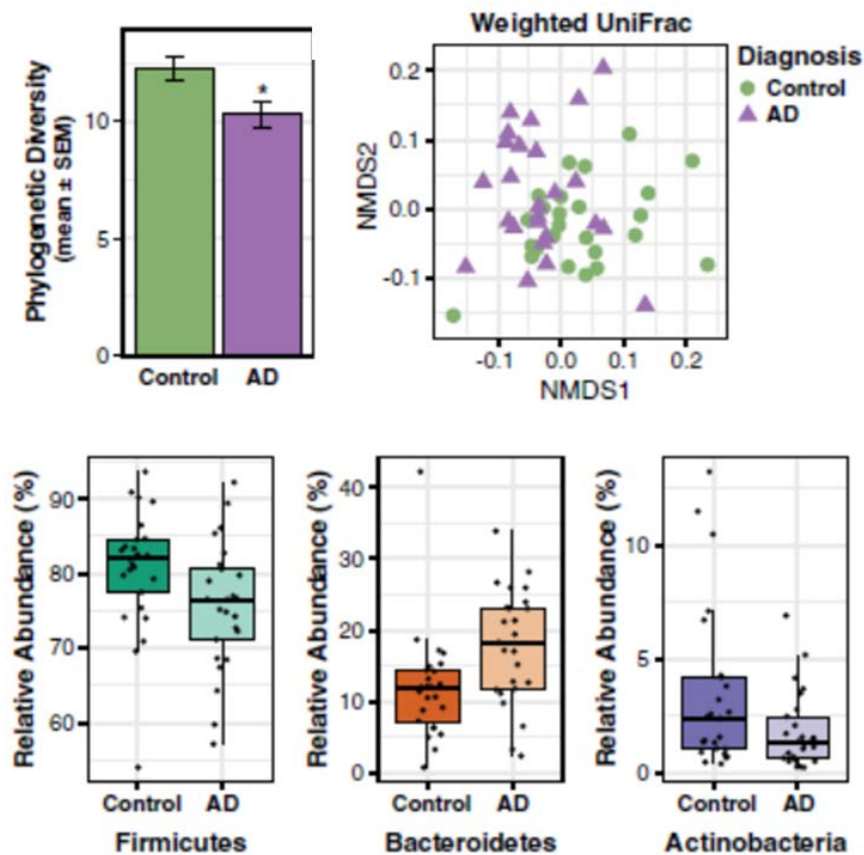 Phylogenetic Diversity
(mean ± SEM)
10
5
0
*
Control AD
Weighted UniFrac
NMDS2
0.2
0.1
0.0
-0.1
-0.1 0.0 0.1 0.2
NMDS1
Diagnosis
Control
AD
Relative Abundance (%)
90
80
70
60
Control AD
Firmicutes
Relative Abundance (%)
40
30
20
10
0
Control AD
Bacteroidetes
Relative Abundance (%)
10
5
0
Control AD
Actinobacteria